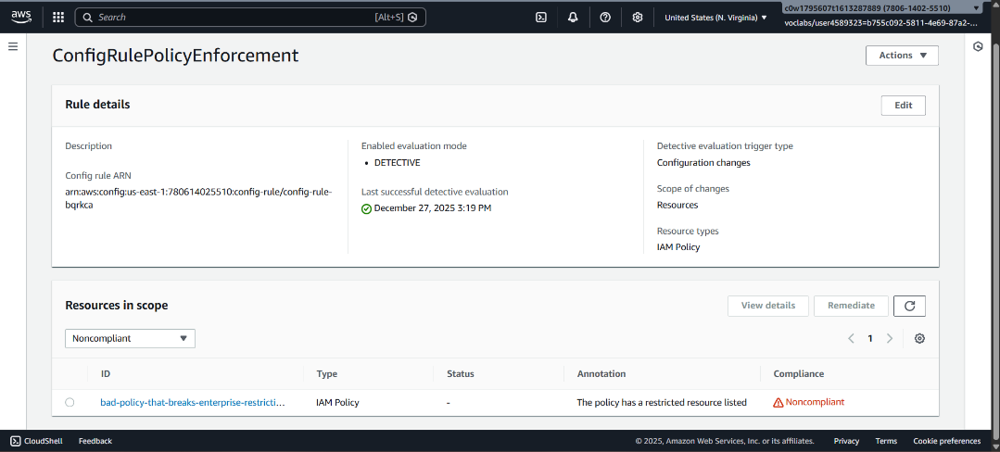 aws
Search [Alt+S]
United States (N. Virginia)
c0w1795607t1613287889 (7806-1402-5510)
voclabs/user4589323=b755c092-5811-4e69-87a2-...
ConfigRulePolicyEnforcement
Actions
Rule details
Edit
Description
Config rule ARN
arn:aws:config:us-east-1:780614025510:config-rule/config-rule-
bqrkca
Enabled evaluation mode
• DETECTIVE
Last successful detective evaluation
December 27, 2025 3:19 PM
Detective evaluation trigger type
Configuration changes
Scope of changes
Resources
Resource types
IAM Policy
Resources in scope
View details
Remediate
Noncompliant
1
ID Type Status Annotation Compliance
bad-policy-that-breaks-enterprise-restricti... IAM Policy - The policy has a restricted resource listed Noncompliant
CloudShell Feedback © 2025, Amazon Web Services, Inc. or its affiliates. Privacy Terms Cookie preferences